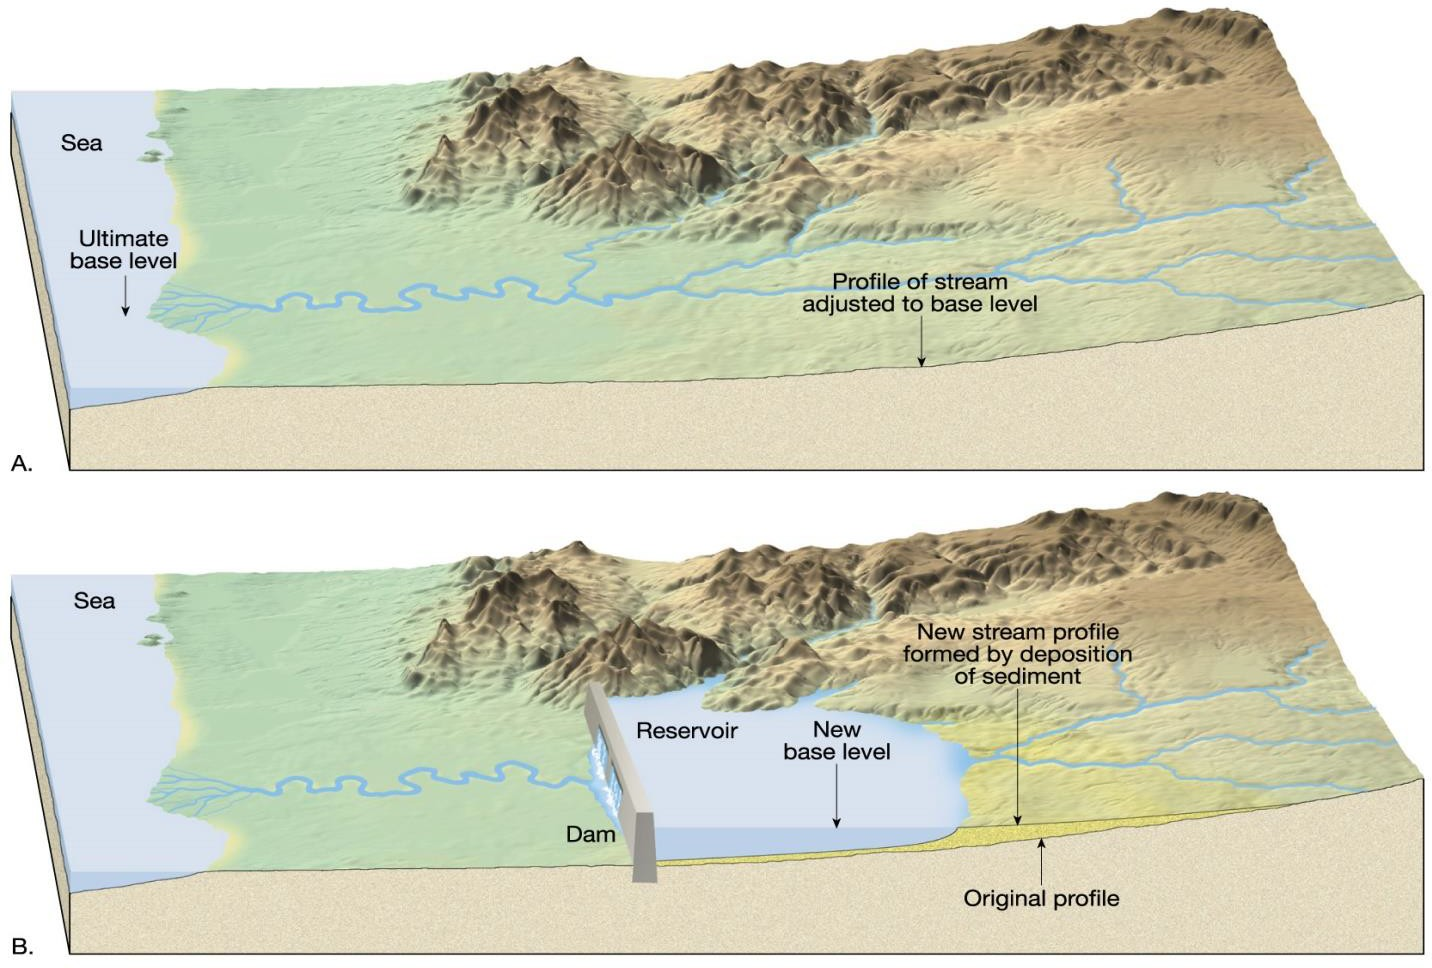 Sea
Ultimate
base level
Profile of stream
adjusted to base level
A.
Sea
New stream profile
formed by deposition
of sediment
Reservoir
New
base level
Dam
Original profile
B.